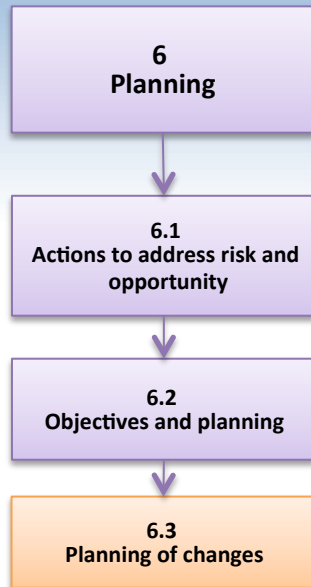 6
Planning
6.1
Actions to address risk and
opportunity
6.2
Objectives and planning
6.3
Planning of changes